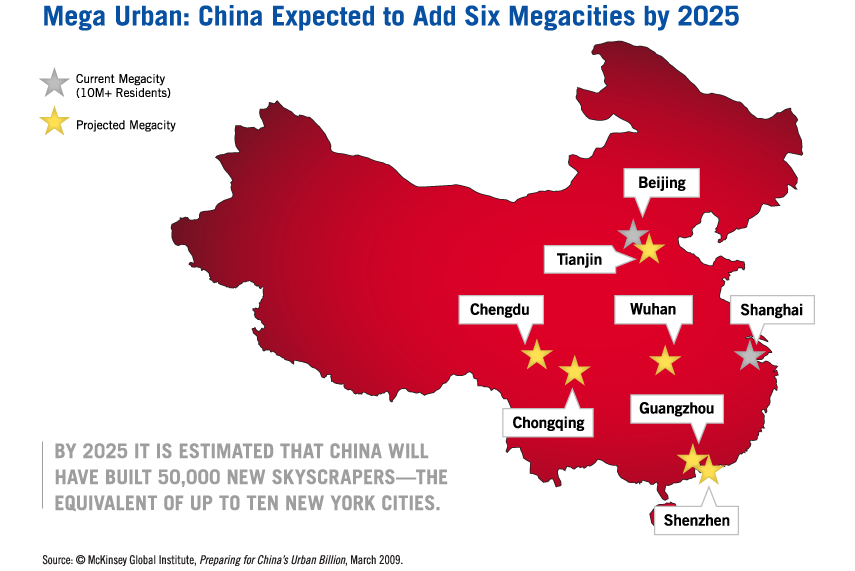 Mega Urban: China Expected to Add Six Megacities by 2025
Current Megacity
(10M+ Residents)
Projected Megacity
Beijing
Tianjin
Chengdu
Wuhan
Shanghai
Guangzhou
Chongqing
Shenzhen
BY 2025 IT IS ESTIMATED THAT CHINA WILL
HAVE BUILT 50,000 NEW SKYSCRAPERS—THE
EQUIVALENT OF UP TO TEN NEW YORK CITIES.
Source: © McKinsey Global Institute, Preparing for China's Urban Billion, March 2009.